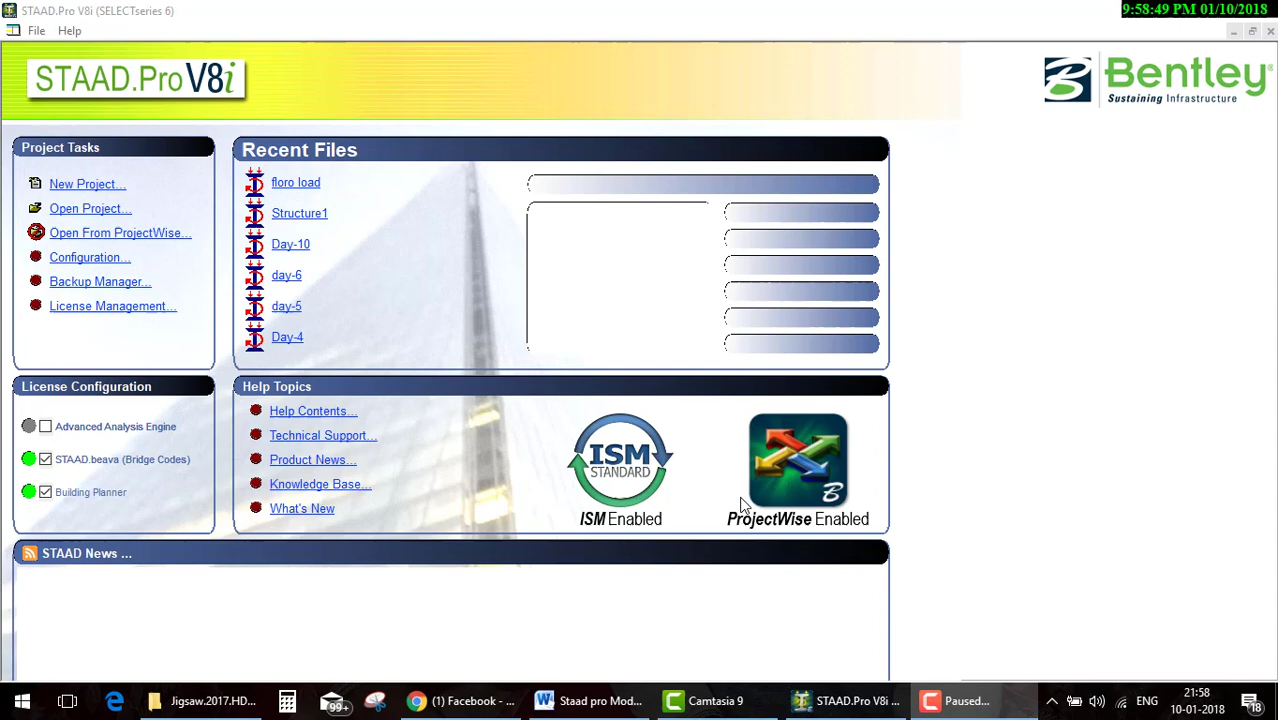 STAAD.Pro V8i (SELECTseries 6)
9:58:49 PM 01/10/2018
File Help
STAAD.Pro V8i
Bentley
Sustaining Infrastructure
Project Tasks
New Project...
Open Project...
Open From ProjectWise...
Configuration...
Backup Manager...
License Management...
Recent Files
floro load
Structure1
Day-10
day-6
day-5
Day-4
License Configuration
Advanced Analysis Engine
STAAD.beava (Bridge Codes)
Building Planner
Help Topics
Help Contents...
Technical Support...
Product News...
Knowledge Base...
What's New
ISM
STANDARD
ISM Enabled
B
ProjectWise Enabled
STAAD News ...
Jigsaw.2017.HD...
99+
(1) Facebook - ...
Staad pro Mod...
Camtasia 9
STAAD.Pro V8i ...
Paused...
ENG
21:58
10-01-2018
18